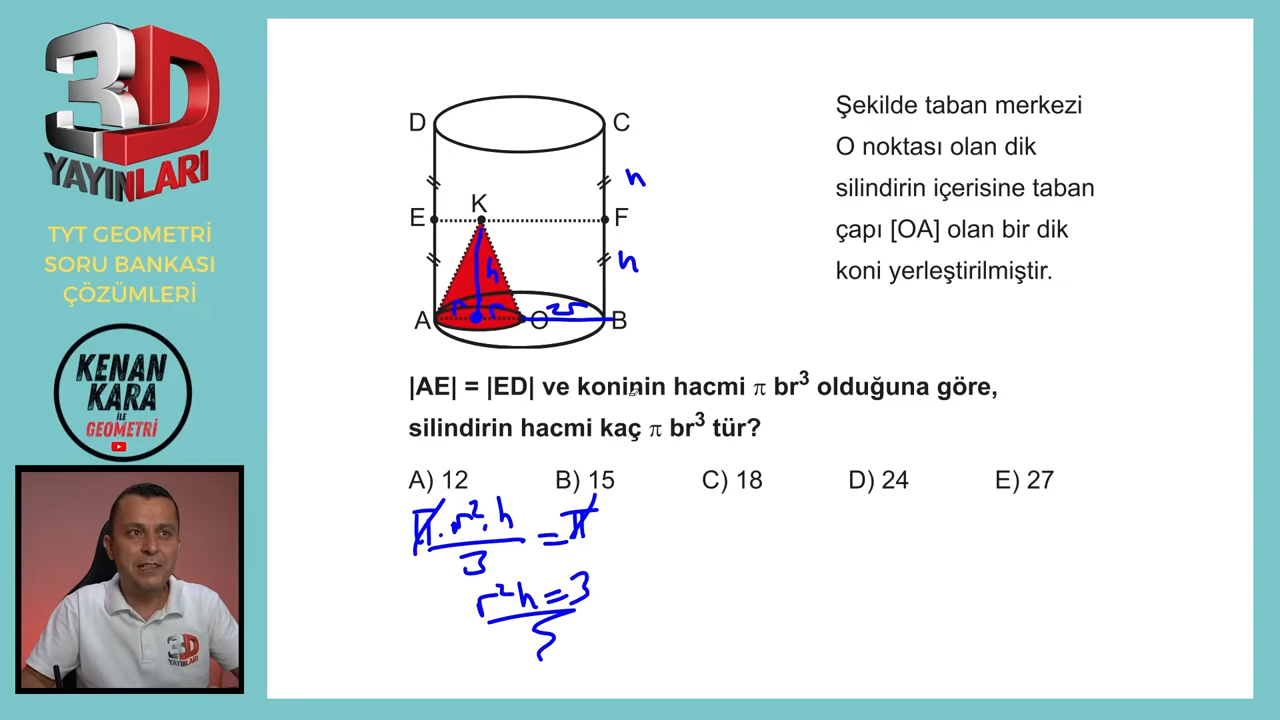 3D
YAYINLARI
TYT GEOMETRİ
SORU BANKASI
ÇÖZÜMLERİ
KENAN
KARA
İLE
GEOMETRİ
3D
YAYINLARI
D
C
h
K
E
F
h
h
r
r
2r
A
O
B
Şekilde taban merkezi
O noktası olan dik
silindirin içerisine taban
çapı [OA] olan bir dik
koni yerleştirilmiştir.
|AE| = |ED| ve koninin hacmi π br³ olduğuna göre,
silindirin hacmi kaç π br³ tür?
A) 12 B) 15 C) 18 D) 24 E) 27
π.r².h/3 = π
r²h=3